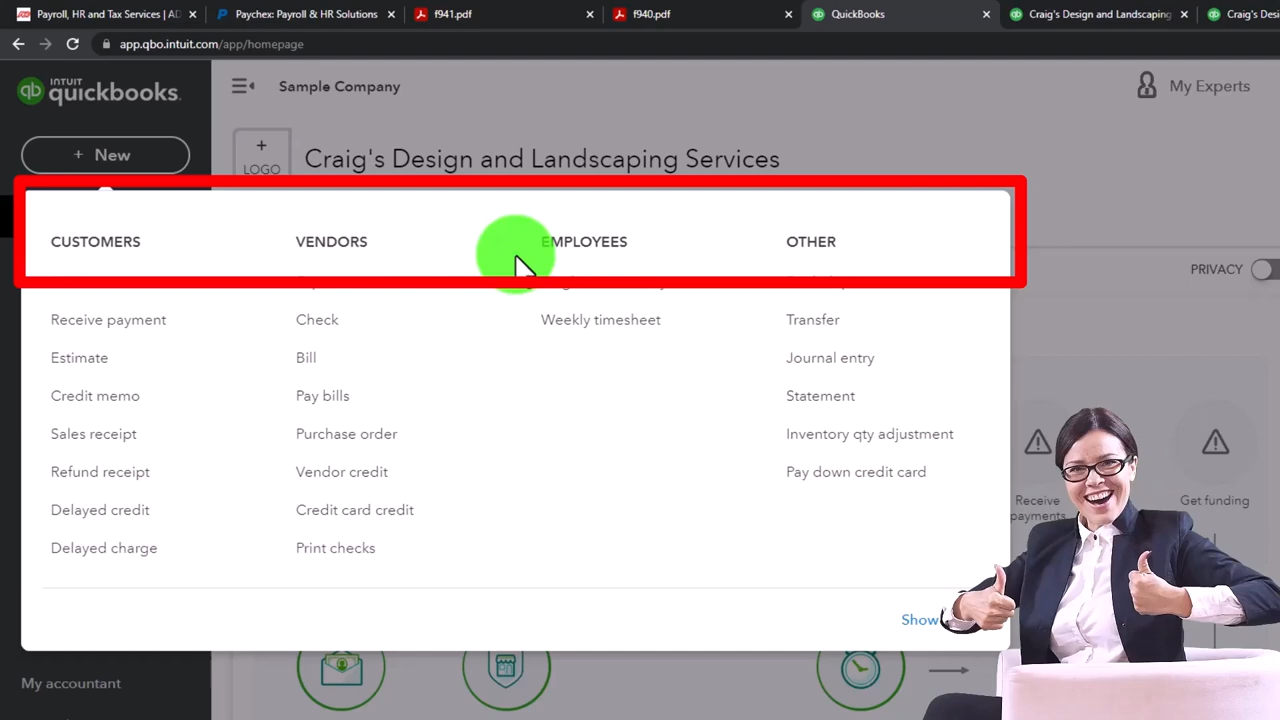 Payroll, HR and Tax Services | AD
Paychex: Payroll & HR Solutions
f941.pdf
f940.pdf
QuickBooks
Craig's Design and Landscaping
Craig's Desi
app.qbo.intuit.com/app/homepage
qb INTUIT quickbooks.
Sample Company
My Experts
+ New
+ LOGO
Craig's Design and Landscaping Services
CUSTOMERS VENDORS EMPLOYEES OTHER
PRIVACY
Receive payment Check Weekly timesheet Transfer
Estimate Bill Journal entry
Credit memo Pay bills Statement
Sales receipt Purchase order Inventory qty adjustment
Refund receipt Vendor credit Pay down credit card
Delayed credit Credit card credit
Delayed charge Print checks
Receive payments
Get funding
Show
My accountant